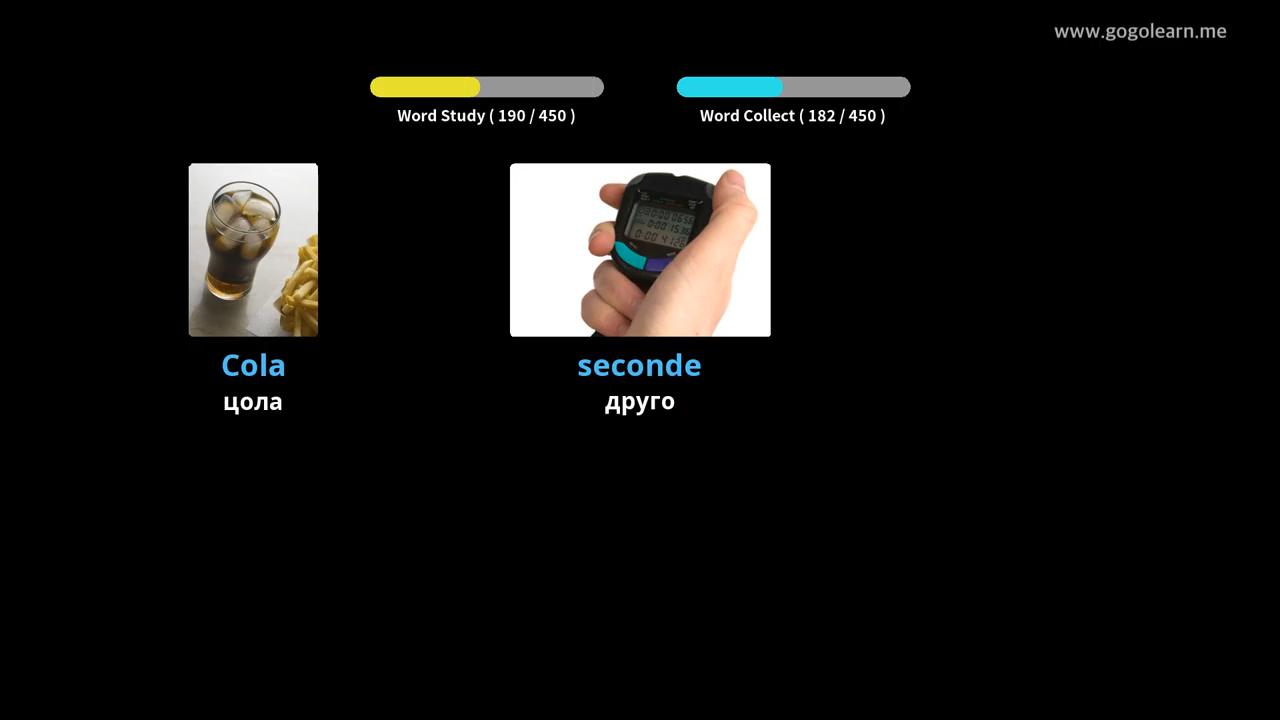 www.gogolearn.me
Word Study ( 190 / 450 )
Word Collect ( 182 / 450 )
Cola
цола
seconde
друго